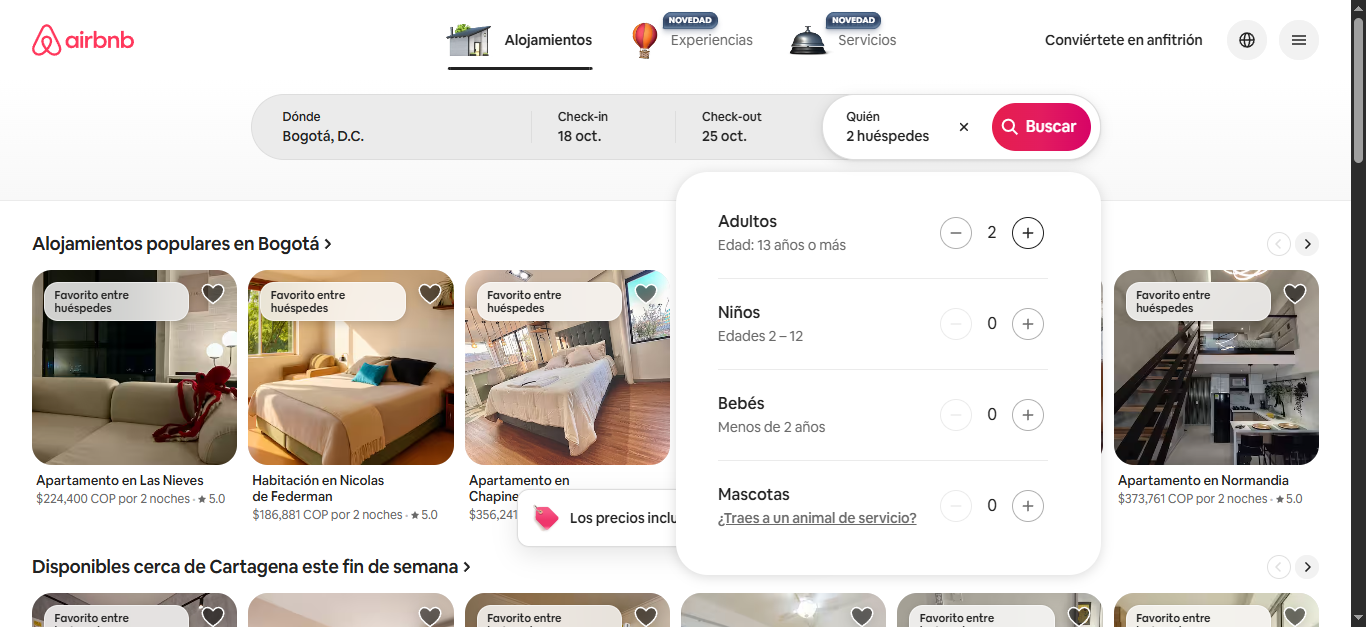 airbnb
Alojamientos
NOVEDAD
Experiencias
NOVEDAD
Servicios
Conviértete en anfitrión
Dónde
Bogotá, D.C.
Check-in
18 oct.
Check-out
25 oct.
Quién
2 huéspedes
Buscar
Adultos
Edad: 13 años o más
2
Niños
Edades 2 – 12
0
Bebés
Menos de 2 años
0
Mascotas
¿Traes a un animal de servicio?
0
Alojamientos populares en Bogotá
Favorito entre
huéspedes
Apartamento en Las Nieves
$224,400 COP por 2 noches · ★ 5.0
Favorito entre
huéspedes
Habitación en Nicolas
de Federman
$186,881 COP por 2 noches · ★ 5.0
Favorito entre
huéspedes
Apartamento en
Chapine
$356,241
Los precios inclu
Favorito entre
huéspedes
Apartamento en Normandia
$373,761 COP por 2 noches · ★ 5.0
Disponibles cerca de Cartagena este fin de semana
Favorito entre
Favorito entre
Favorito entre
Favorito entre